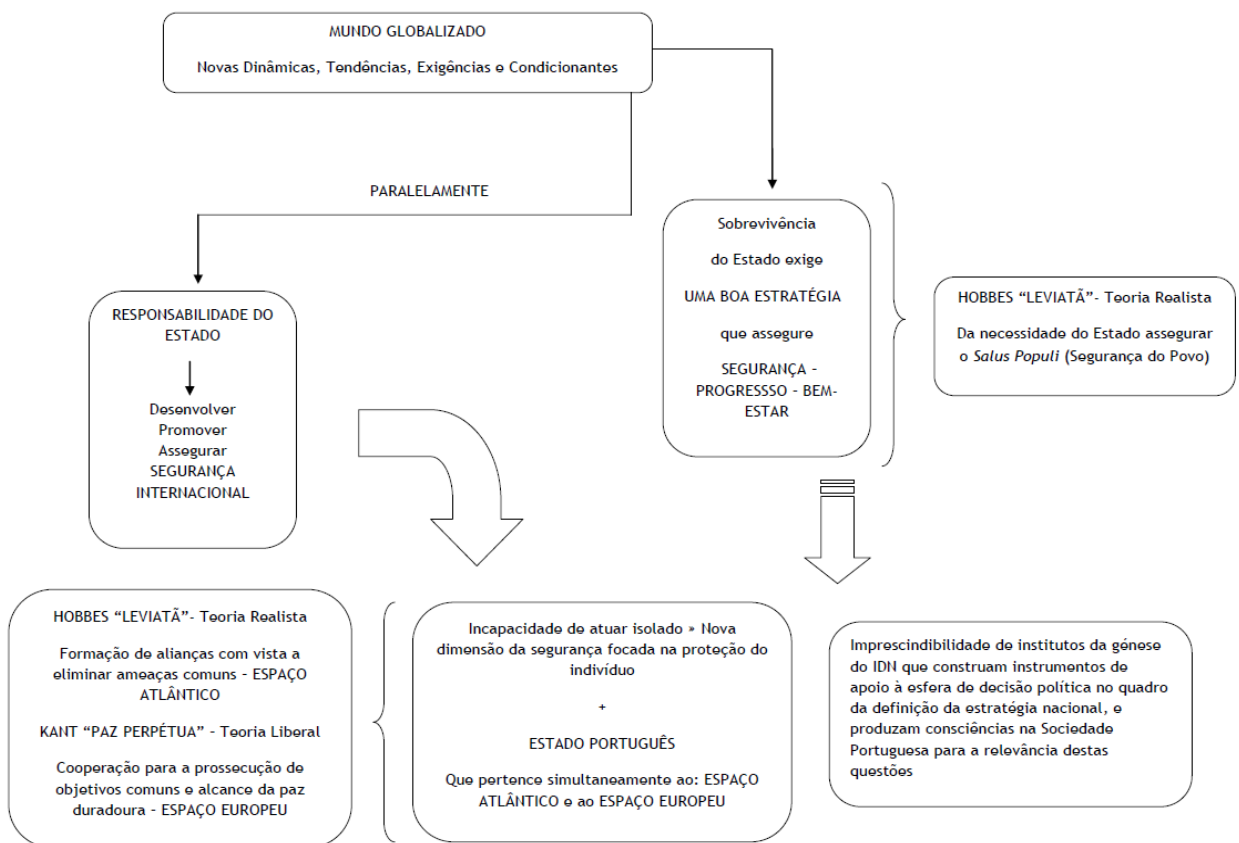 MUNDO GLOBALIZADO
Novas Dinâmicas, Tendências, Exigências e Condicionantes
PARALELAMENTE
Sobrevivência
do Estado exige
UMA BOA ESTRATÉGIA
que assegure
SEGURANÇA –
PROGRESSSO – BEM-
ESTAR
HOBBES “LEVIATÔ- Teoria Realista
Da necessidade do Estado assegurar
o Salus Populi (Segurança do Povo)
RESPONSABILIDADE DO
ESTADO
Desenvolver
Promover
Assegurar
SEGURANÇA
INTERNACIONAL
HOBBES “LEVIATÔ- Teoria Realista
Formação de alianças com vista a
eliminar ameaças comuns – ESPAÇO
ATLÂNTICO
KANT “PAZ PERPÉTUA” – Teoria Liberal
Cooperação para a prossecução de
objetivos comuns e alcance da paz
duradoura – ESPAÇO EUROPEU
Incapacidade de atuar isolado » Nova
dimensão da segurança focada na proteção do
indivíduo
+
ESTADO PORTUGUÊS
Que pertence simultaneamente ao: ESPAÇO
ATLÂNTICO e ao ESPAÇO EUROPEU
Imprescindibilidade de institutos da génese
do IDN que construam instrumentos de
apoio à esfera de decisão política no quadro
da definição da estratégia nacional, e
produzam consciências na Sociedade
Portuguesa para a relevância destas
questões